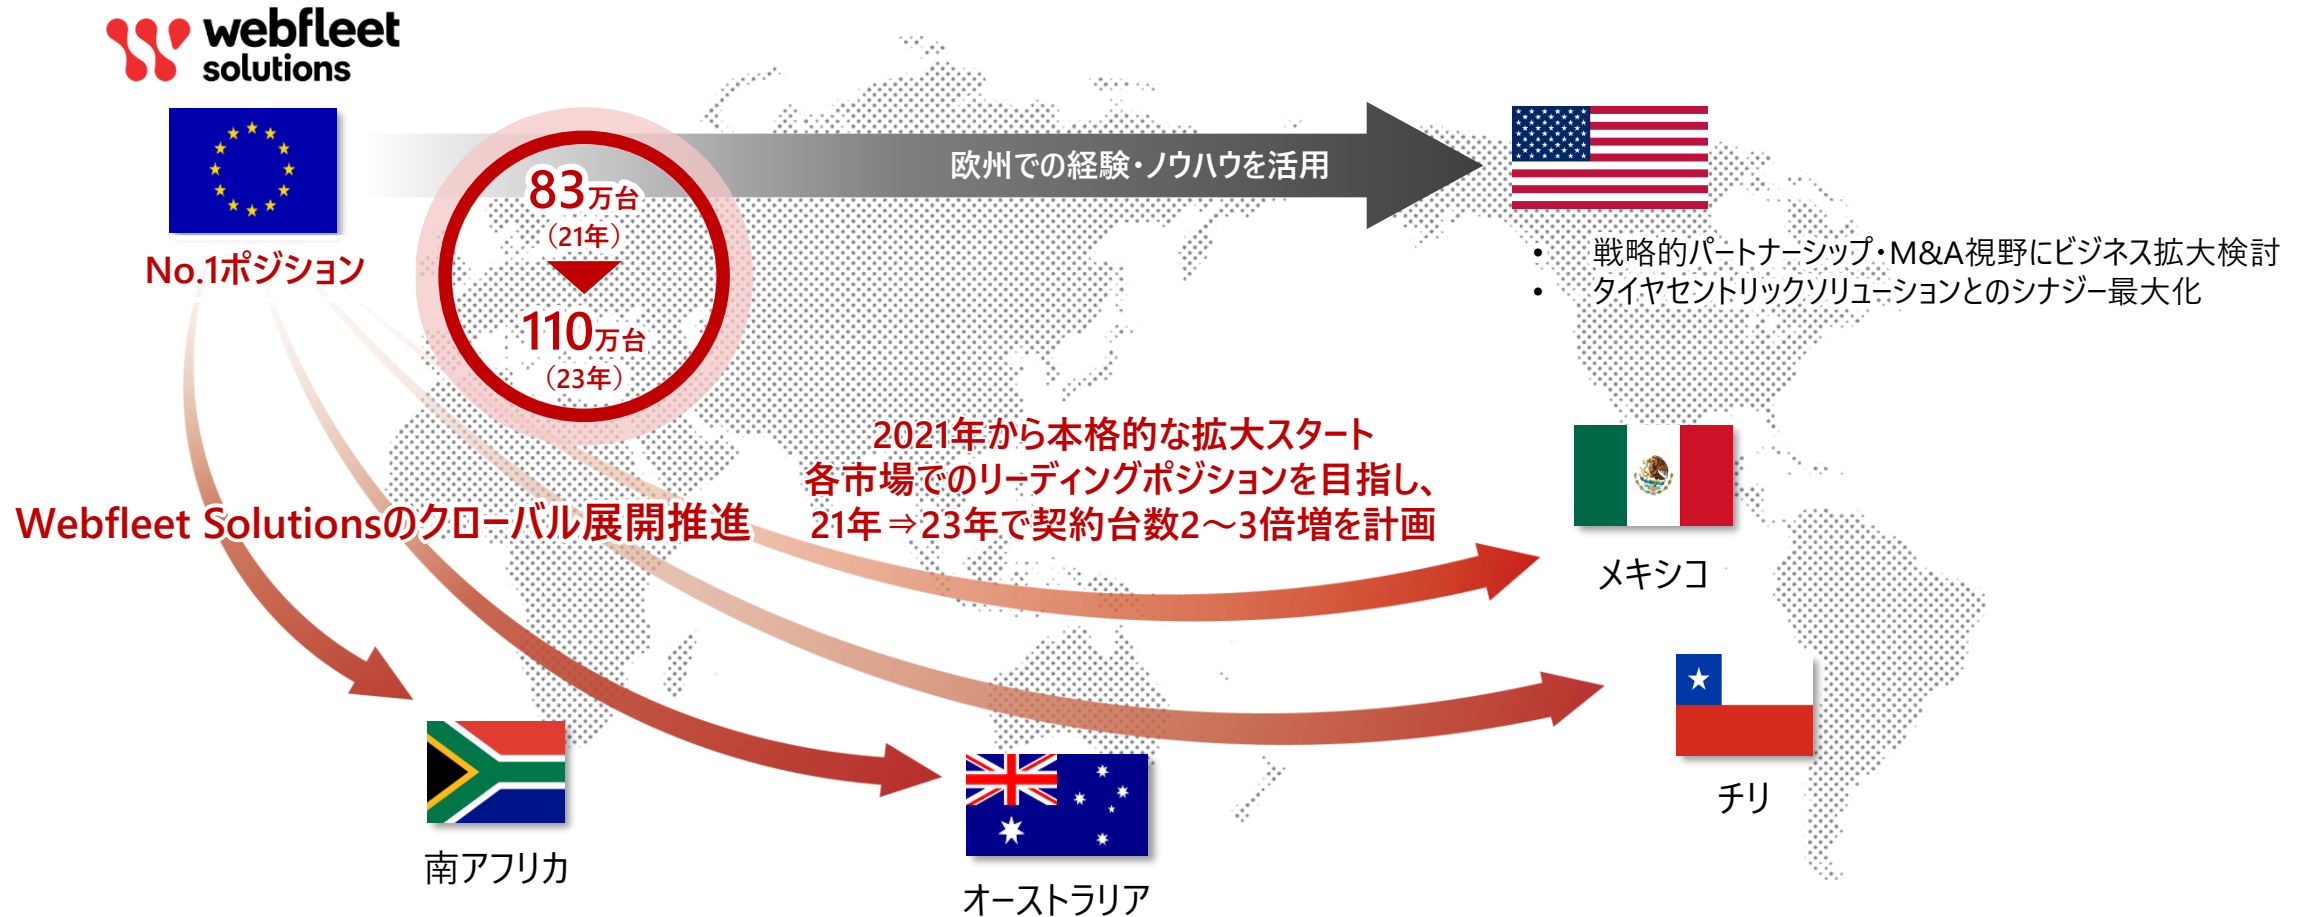 webfleet
solutions
欧州での経験・ノウハウを活用
83万台
（21年）
110万台
（23年）
No.1ポジション
• 戦略的パートナーシップ・M&A視野にビジネス拡大検討
• タイヤセントリックソリューションとのシナジー最大化
2021年から本格的な拡大スタート
各市場でのリーディングポジションを目指し、
21年⇒23年で契約台数2～3倍増を計画
Webfleet Solutionsのグローバル展開推進
メキシコ
チリ
南アフリカ
オーストラリア